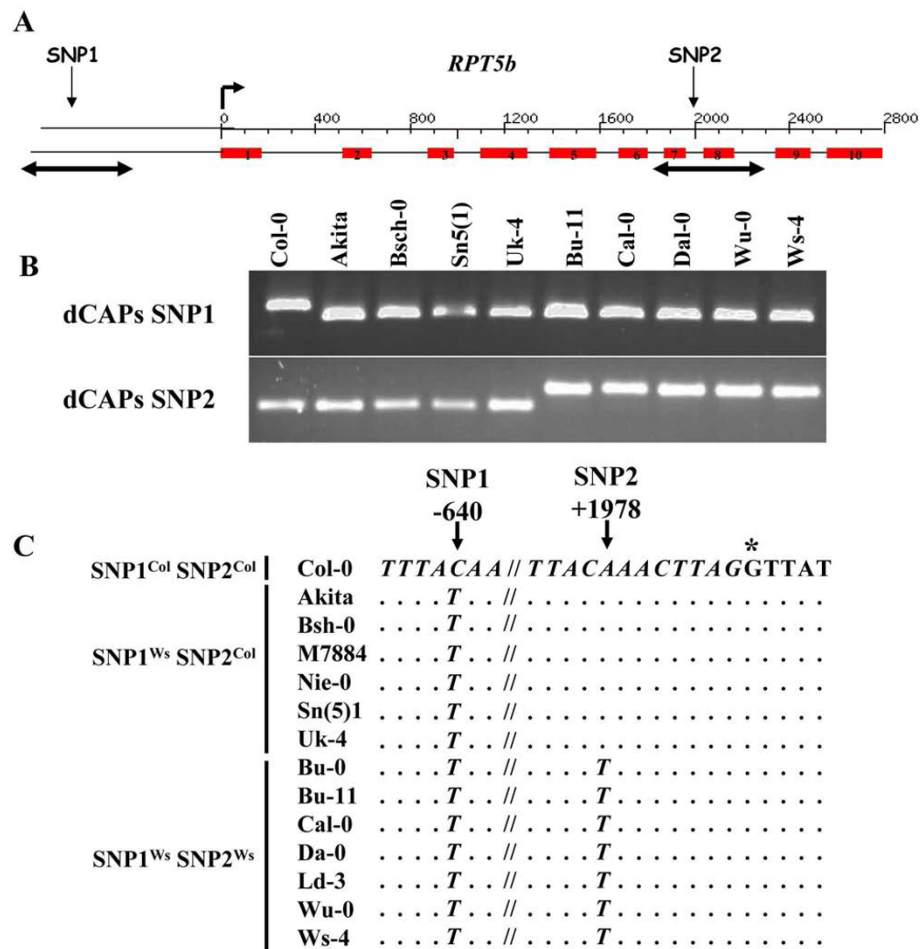 A
SNP1
RPT5b
SNP2
0 400 800 1200 1600 2000 2400 2800
1 2 3 4 5 6 7 8 9 10
Col-0 Akita Bsch-0 Sn5(1) Uk-4 Bu-11 Cal-0 Dal-0 Wu-0 Ws-4
B
dCAPs SNP1
dCAPs SNP2
SNP1 SNP2
-640 +1978
C
*
SNP1Col SNP2Col Col-0 TTTACAA // TTACAAACTTAGGTTAT
Akita . . . . T . . // . . . . . . . . . . . . . . . . .
Bsh-0 . . . . T . . // . . . . . . . . . . . . . . . . .
SNP1Ws SNP2Col M7884 . . . . T . . // . . . . . . . . . . . . . . . . .
Nie-0 . . . . T . . // . . . . . . . . . . . . . . . . .
Sn(5)1 . . . . T . . // . . . . . . . . . . . . . . . . .
Uk-4 . . . . T . . // . . . . . . . . . . . . . . . . .
Bu-0 . . . . T . . // . . . . T . . . . . . . . . . . .
Bu-11 . . . . T . . // . . . . T . . . . . . . . . . . .
Cal-0 . . . . T . . // . . . . T . . . . . . . . . . . .
SNP1Ws SNP2Ws Da-0 . . . . T . . // . . . . T . . . . . . . . . . . .
Ld-3 . . . . T . . // . . . . T . . . . . . . . . . . .
Wu-0 . . . . T . . // . . . . T . . . . . . . . . . . .
Ws-4 . . . . T . . // . . . . T . . . . . . . . . . . .